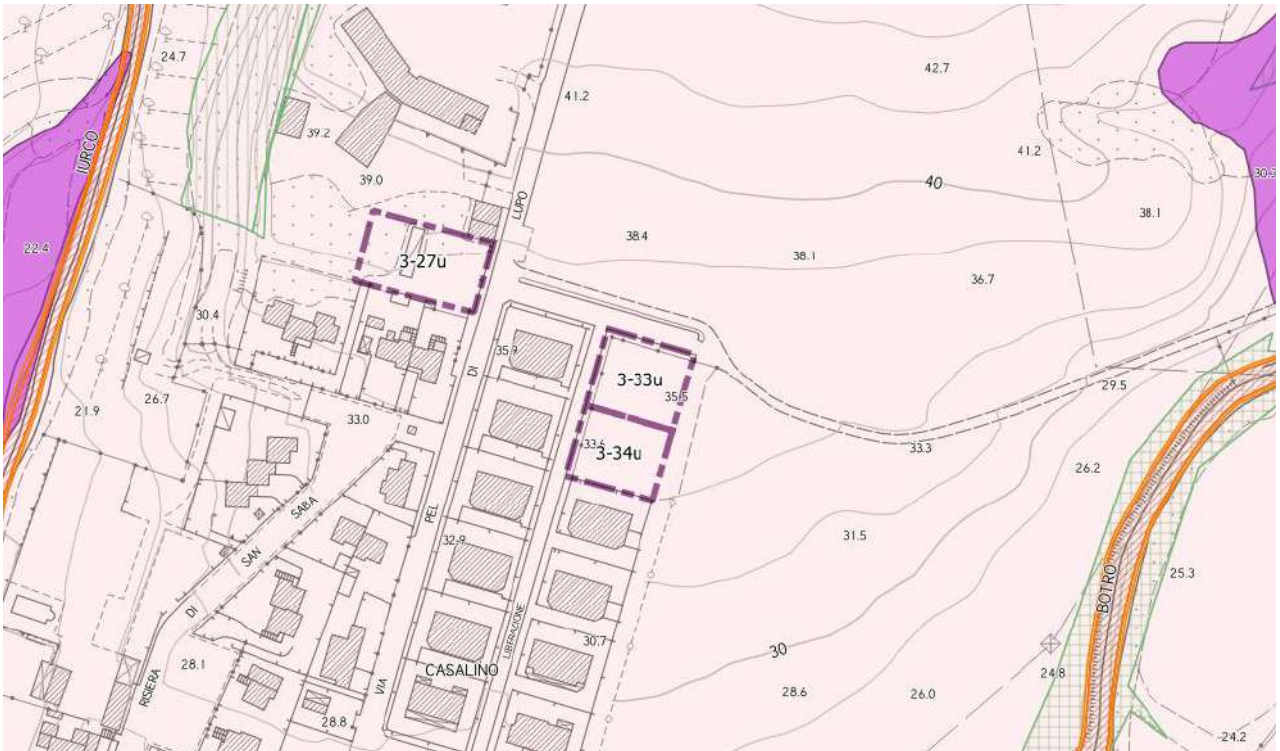 24.7
42.7
41.2
39.2
IURCO
41.2
30.3
39.0
40
LUPO
38.1
22.4
38.4
3-27u
38.1
36.7
30.4
35.9
DI
3-33u
29.5
35.5
26.7
21.9
33.0
33.6
3-34u
33.3
26.2
SABA
PEL
31.5
SAN
32.9
25.3
BOTRO
DI
LIBERAZIONE
30.7
30
28.1
CASALINO
24.8
RISIERA
VIA
28.6
26.0
28.8
24.2